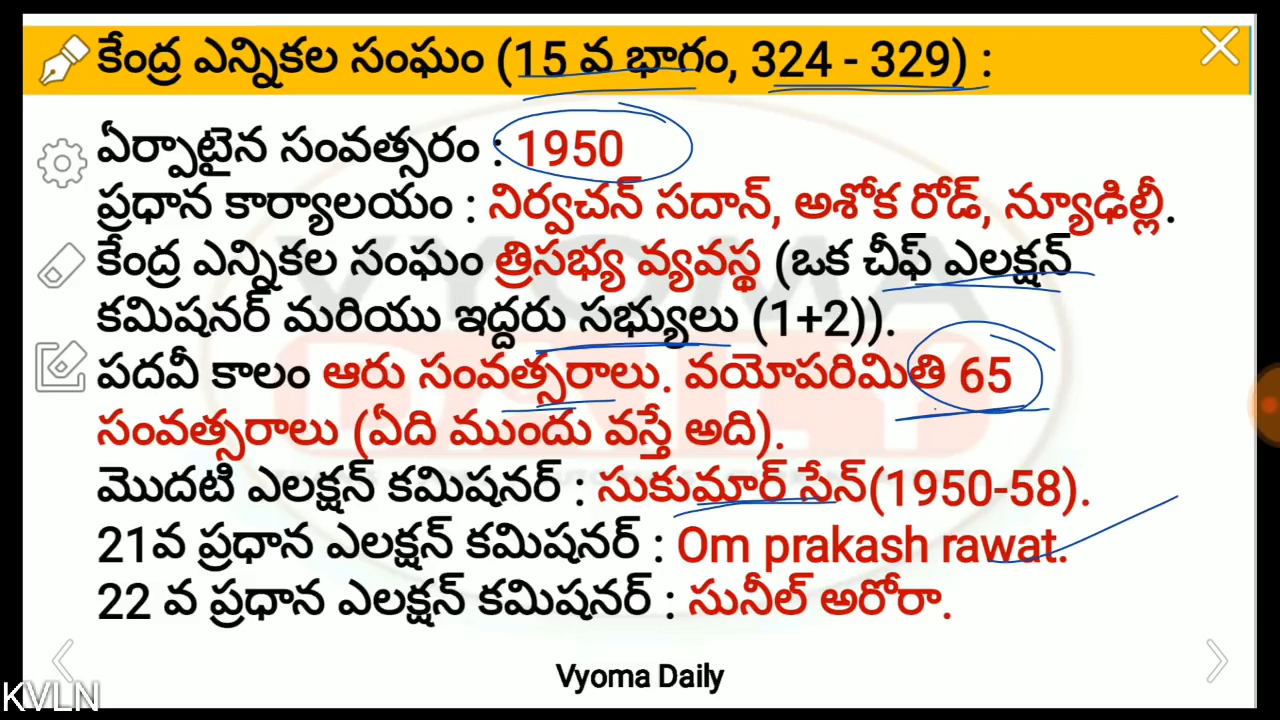 కేంద్ర ఎన్నికల సంఘం (15 వ భాగం, 324 - 329) :
ఏర్పాటైన సంవత్సరం : 1950
ప్రధాన కార్యాలయం : నిర్వచన్ సదాన్, అశోక రోడ్, న్యూఢిల్లీ.
కేంద్ర ఎన్నికల సంఘం త్రిసభ్య వ్యవస్థ (ఒక చీఫ్ ఎలక్షన్
కమిషనర్ మరియు ఇద్దరు సభ్యులు (1+2)).
పదవీ కాలం ఆరు సంవత్సరాలు. వయోపరిమితి 65
సంవత్సరాలు (ఏది ముందు వస్తే అది).
మొదటి ఎలక్షన్ కమిషనర్ : సుకుమార్ సేన్(1950-58).
21వ ప్రధాన ఎలక్షన్ కమిషనర్ : Om prakash rawat.
22 వ ప్రధాన ఎలక్షన్ కమిషనర్ : సునీల్ అరోరా.
Vyoma Daily
KVLN